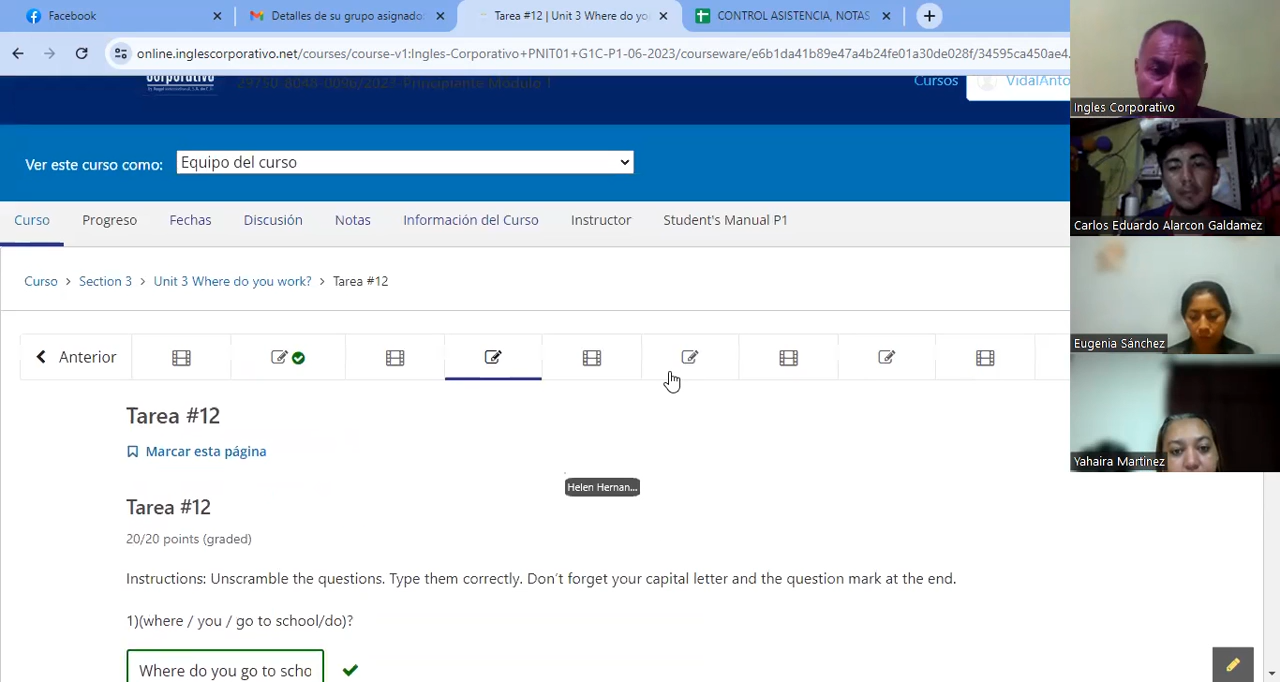 Facebook
Detalles de su grupo asignado
Tarea #12 | Unit 3 Where do yo
CONTROL ASISTENCIA, NOTAS
online.inglescorporativo.net/courses/course-v1:Ingles-Corporativo+PNIT01+G1C-P1-06-2023/courseware/e6b1da41b89e47a4b24fe01a30de028f/34595ca450ae4
Principiante Módulo 1
Cursos
VidalAnto
Ver este curso como:
Equipo del curso
Curso
Progreso
Fechas
Discusión
Notas
Información del Curso
Instructor
Student's Manual P1
Curso > Section 3 > Unit 3 Where do you work? > Tarea #12
Anterior
Tarea #12
Marcar esta página
Helen Hernan...
Tarea #12
20/20 points (graded)
Instructions: Unscramble the questions. Type them correctly. Don't forget your capital letter and the question mark at the end.
1)(where / you / go to school/do)?
Where do you go to scho
Ingles Corporativo
Carlos Eduardo Alarcon Galdamez
Eugenia Sánchez
Yahaira Martinez